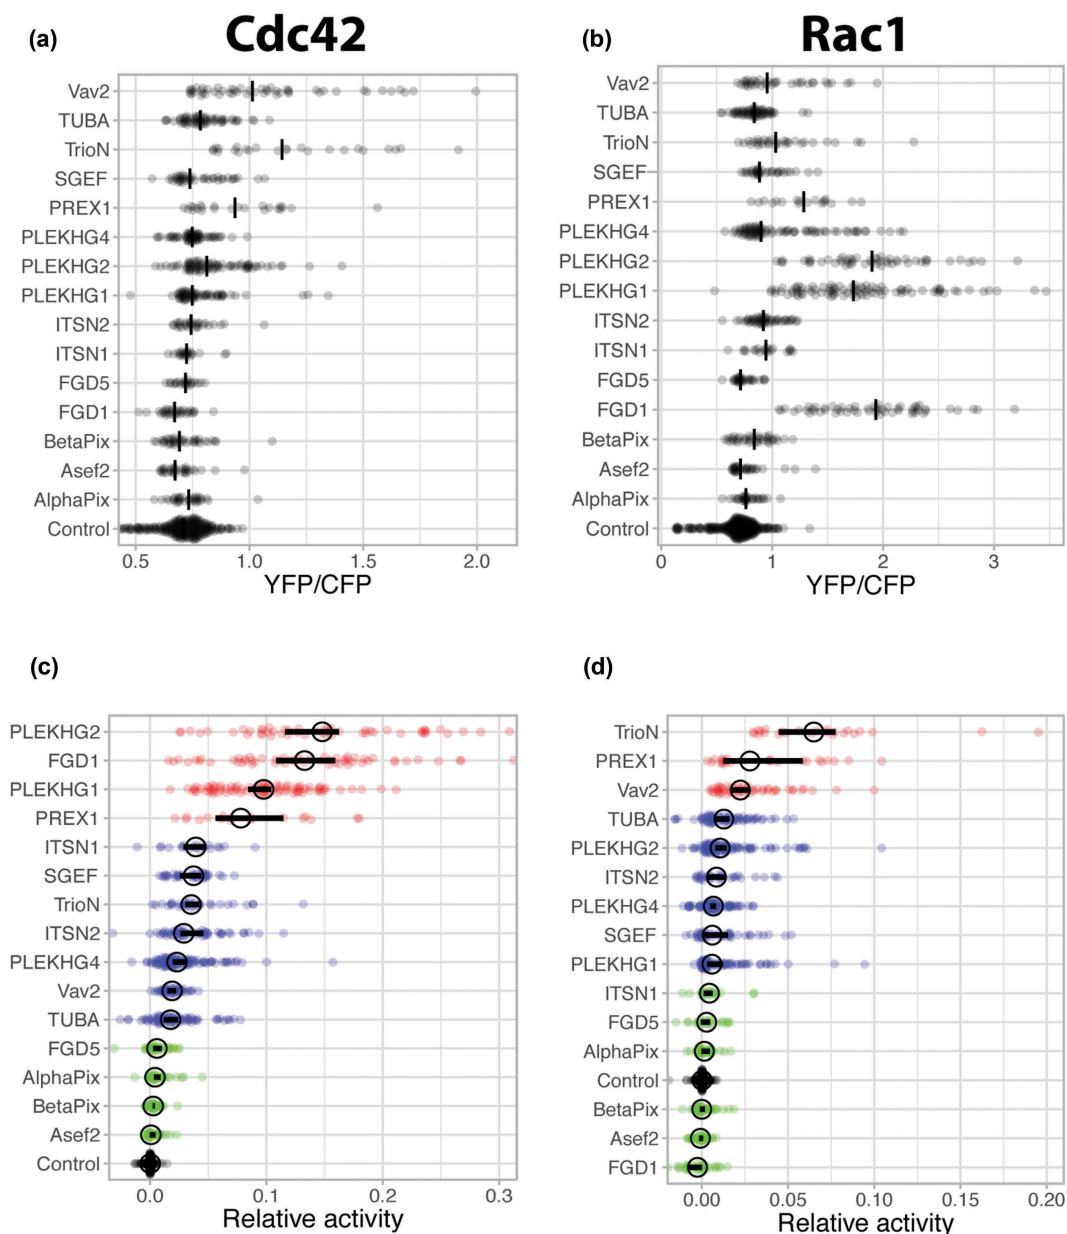 (a)
Cdc42
Vav2
TUBA
TrioN
SGEF
PREX1
PLEKHG4
PLEKHG2
PLEKHG1
ITSN2
ITSN1
FGD5
FGD1
BetaPix
Asef2
AlphaPix
Control
0.5 1.0 1.5 2.0
YFP/CFP
(b)
Rac1
Vav2
TUBA
TrioN
SGEF
PREX1
PLEKHG4
PLEKHG2
PLEKHG1
ITSN2
ITSN1
FGD5
FGD1
BetaPix
Asef2
AlphaPix
Control
0 1 2 3
YFP/CFP
(c)
PLEKHG2
FGD1
PLEKHG1
PREX1
ITSN1
SGEF
TrioN
ITSN2
PLEKHG4
Vav2
TUBA
FGD5
AlphaPix
BetaPix
Asef2
Control
0.0 0.1 0.2 0.3
Relative activity
(d)
TrioN
PREX1
Vav2
TUBA
PLEKHG2
ITSN2
PLEKHG4
SGEF
PLEKHG1
ITSN1
FGD5
AlphaPix
Control
BetaPix
Asef2
FGD1
0.00 0.05 0.10 0.15 0.20
Relative activity